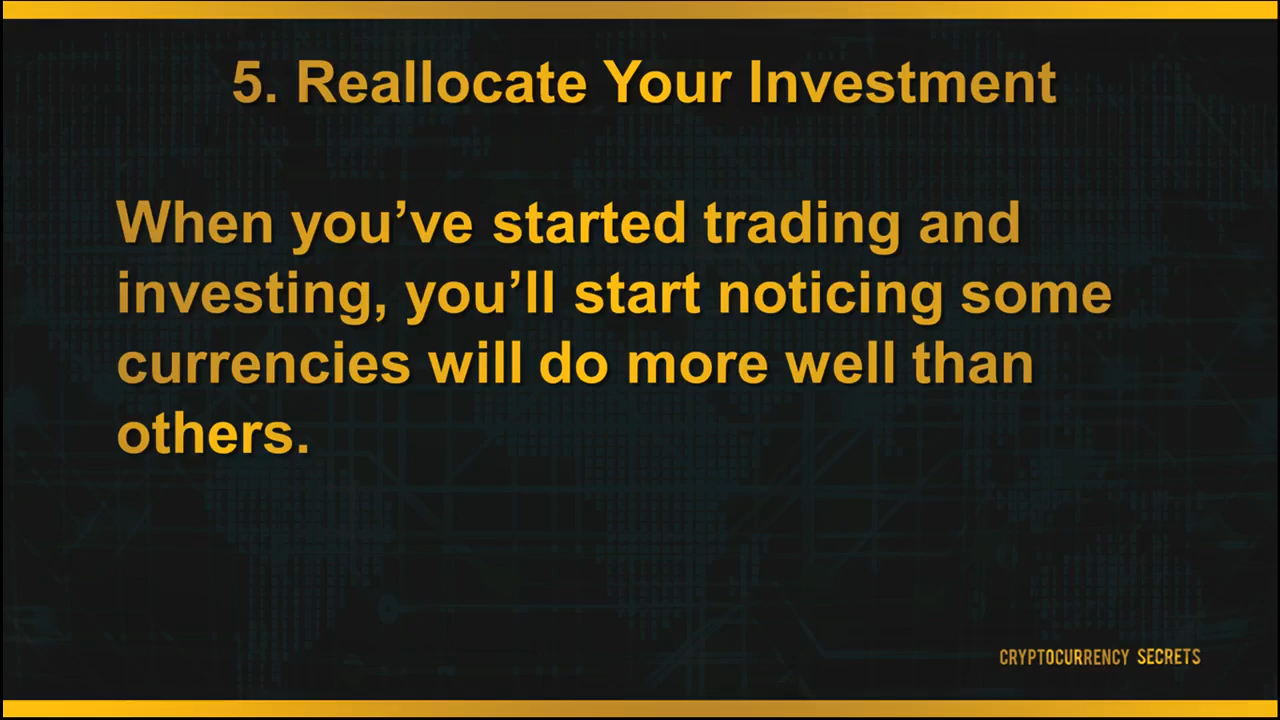 5. Reallocate Your Investment
When you’ve started trading and
investing, you’ll start noticing some
currencies will do more well than
others.
CRYPTOCURRENCY SECRETS